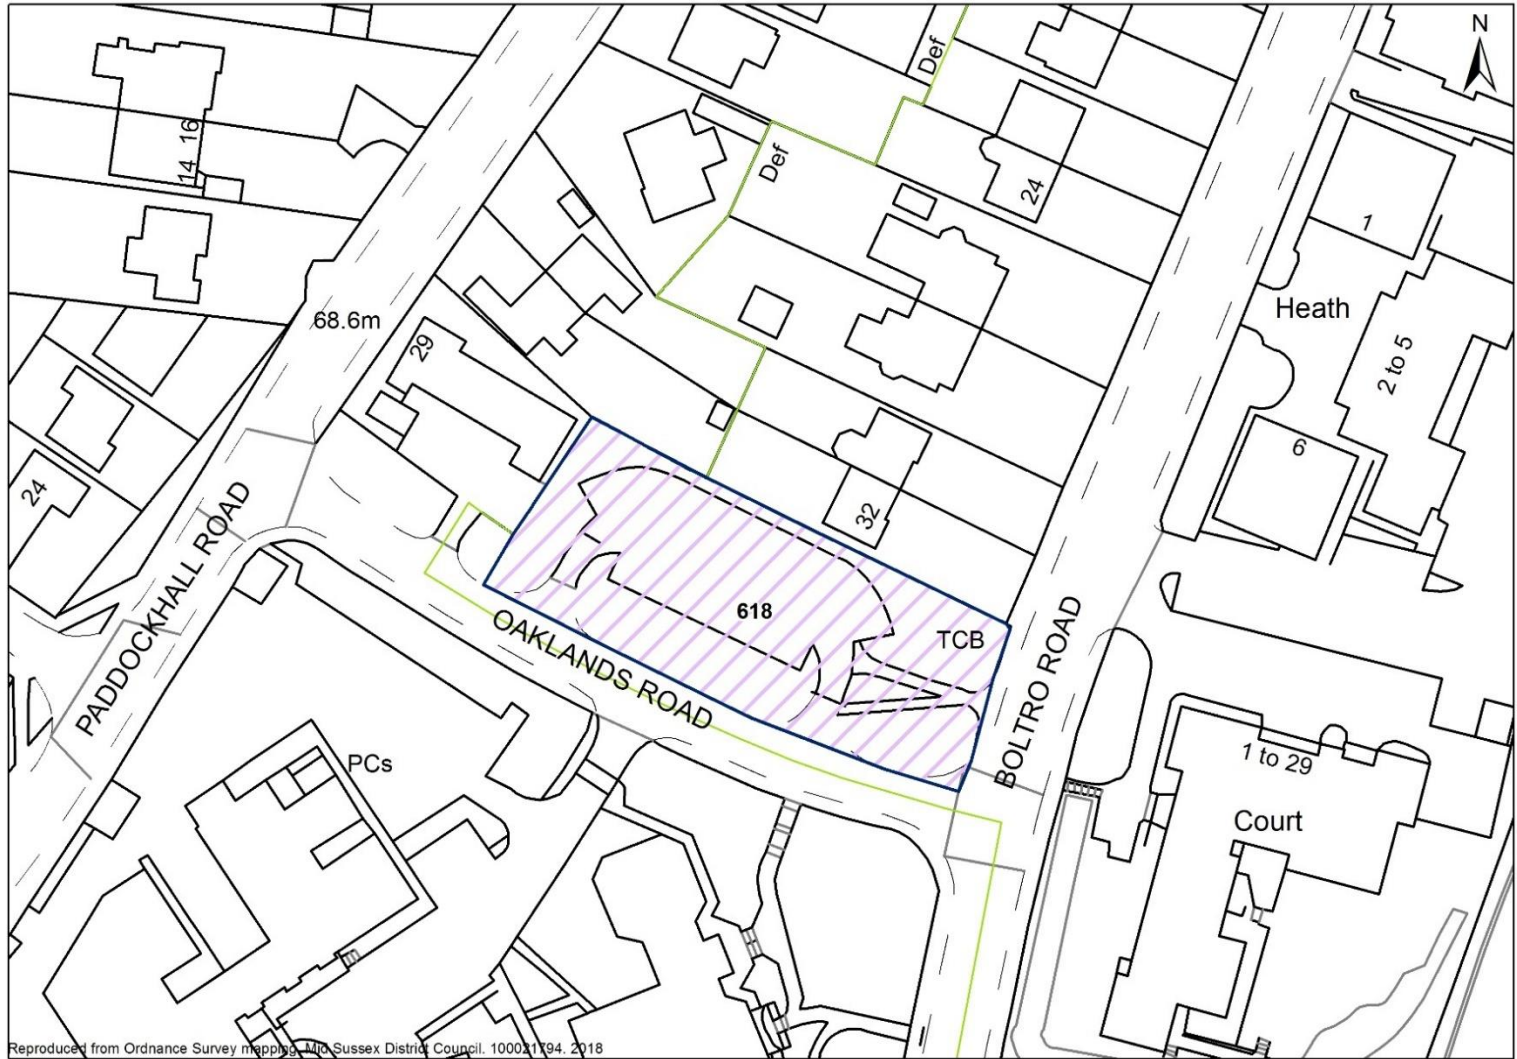 N
Def
16
14
Def
24
1
Heath
68.6m
29
2 to 5
6
24
32
PADDOCKHALL ROAD
618
TCB
OAKLANDS ROAD
BOLTRO ROAD
PCs
1 to 29
Court
Reproduced from Ordnance Survey mapping. Mid Sussex District Council. 100021794. 2018